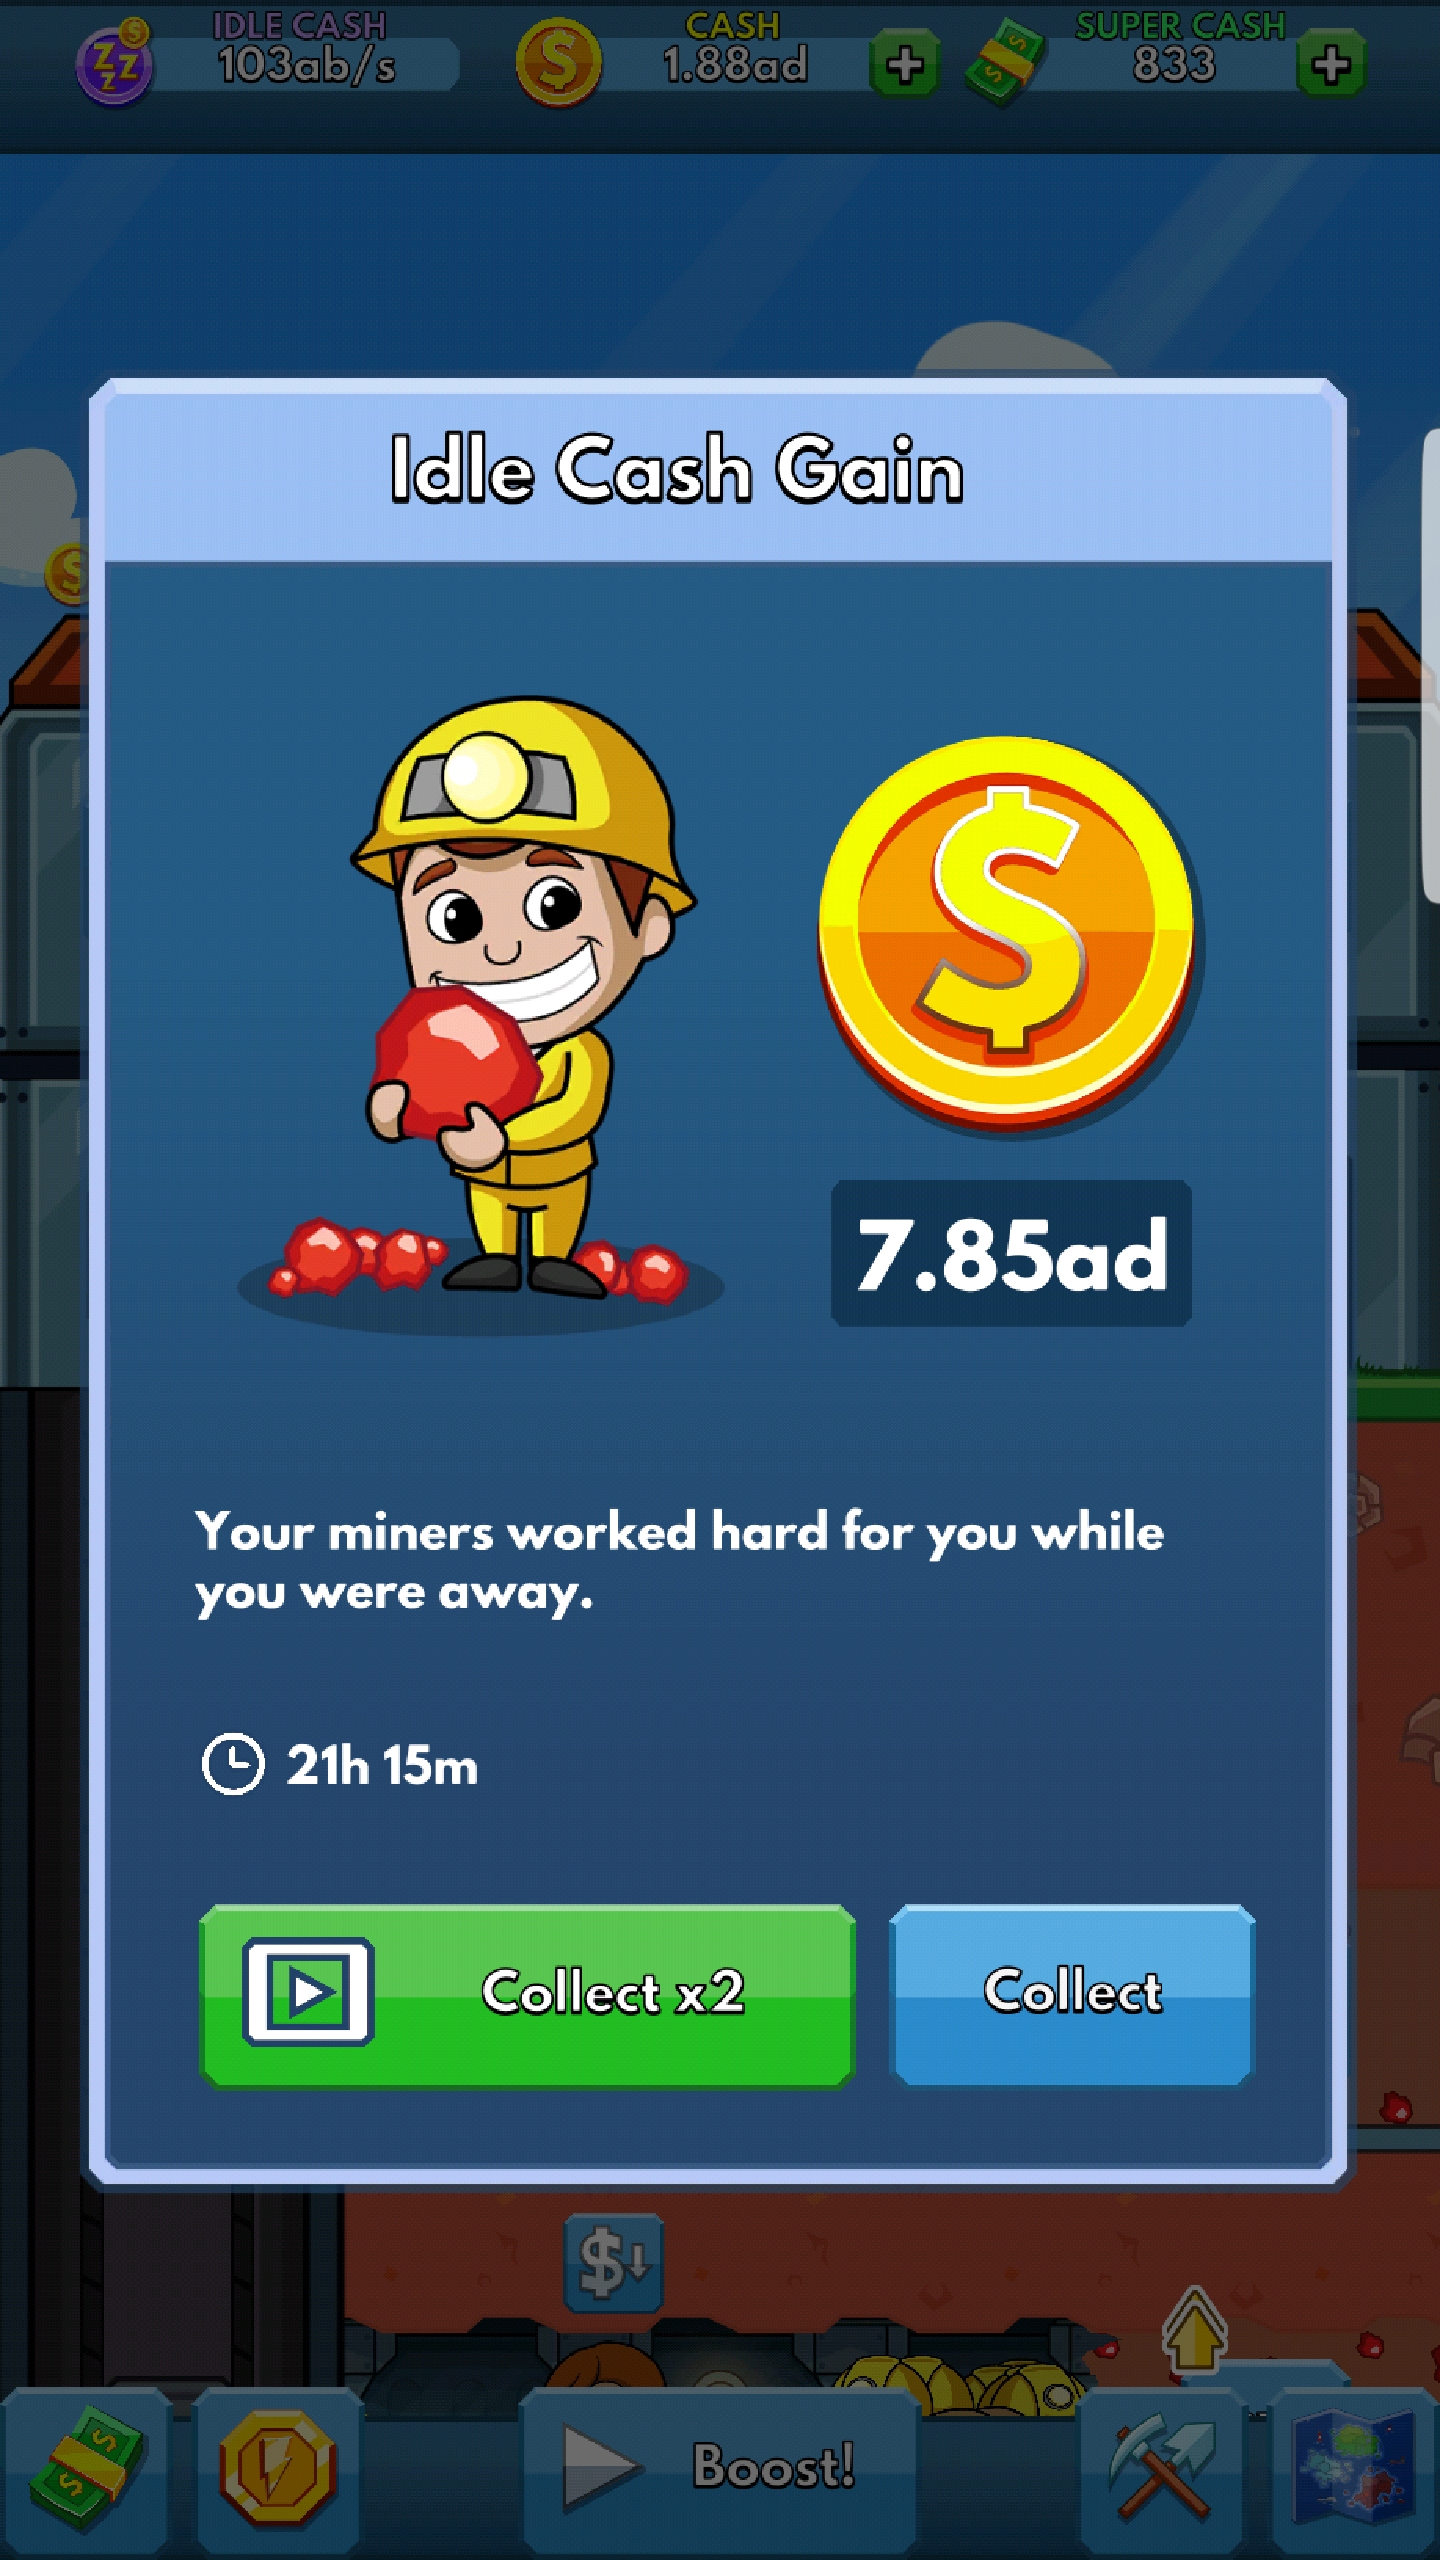 IDLE CASH
103ab/s
CASH
1.88ad
SUPER CASH
833
Idle Cash Gain
7.85ad
Your miners worked hard for you while
you were away.
21h 15m
Collect x2
Collect
Boost!